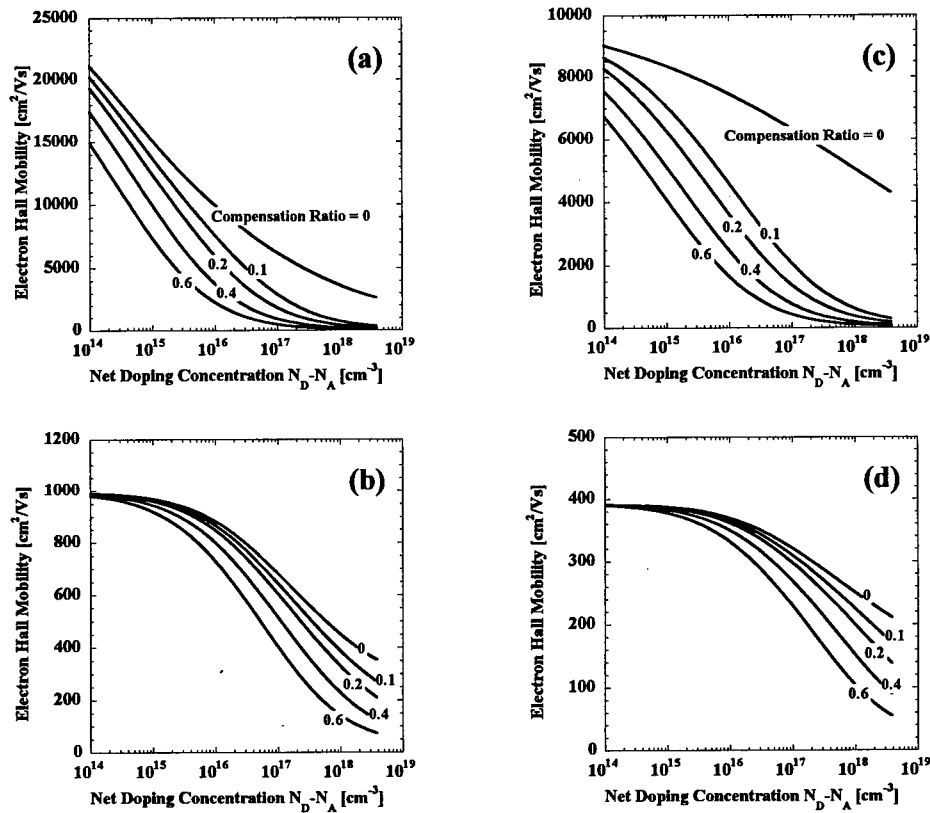 (a)
Electron Hall Mobility [cm²/Vs]
25000
20000
15000
10000
5000
0
Compensation Ratio = 0
0.1
0.2
0.4
0.6
10¹⁴ 10¹⁵ 10¹⁶ 10¹⁷ 10¹⁸ 10¹⁹
Net Doping Concentration N_D-N_A [cm⁻³]
(c)
Electron Hall Mobility [cm²/Vs]
10000
8000
6000
4000
2000
0
Compensation Ratio = 0
0.1
0.2
0.4
0.6
10¹⁴ 10¹⁵ 10¹⁶ 10¹⁷ 10¹⁸ 10¹⁹
Net Doping Concentration N_D-N_A [cm⁻³]
(b)
Electron Hall Mobility [cm²/Vs]
1200
1000
800
600
400
200
0
0
0.1
0.2
0.4
0.6
10¹⁴ 10¹⁵ 10¹⁶ 10¹⁷ 10¹⁸ 10¹⁹
Net Doping Concentration N_D-N_A [cm⁻³]
(d)
Electron Hall Mobility [cm²/Vs]
500
400
300
200
100
0
0
0.1
0.2
0.4
0.6
10¹⁴ 10¹⁵ 10¹⁶ 10¹⁷ 10¹⁸ 10¹⁹
Net Doping Concentration N_D-N_A [cm⁻³]